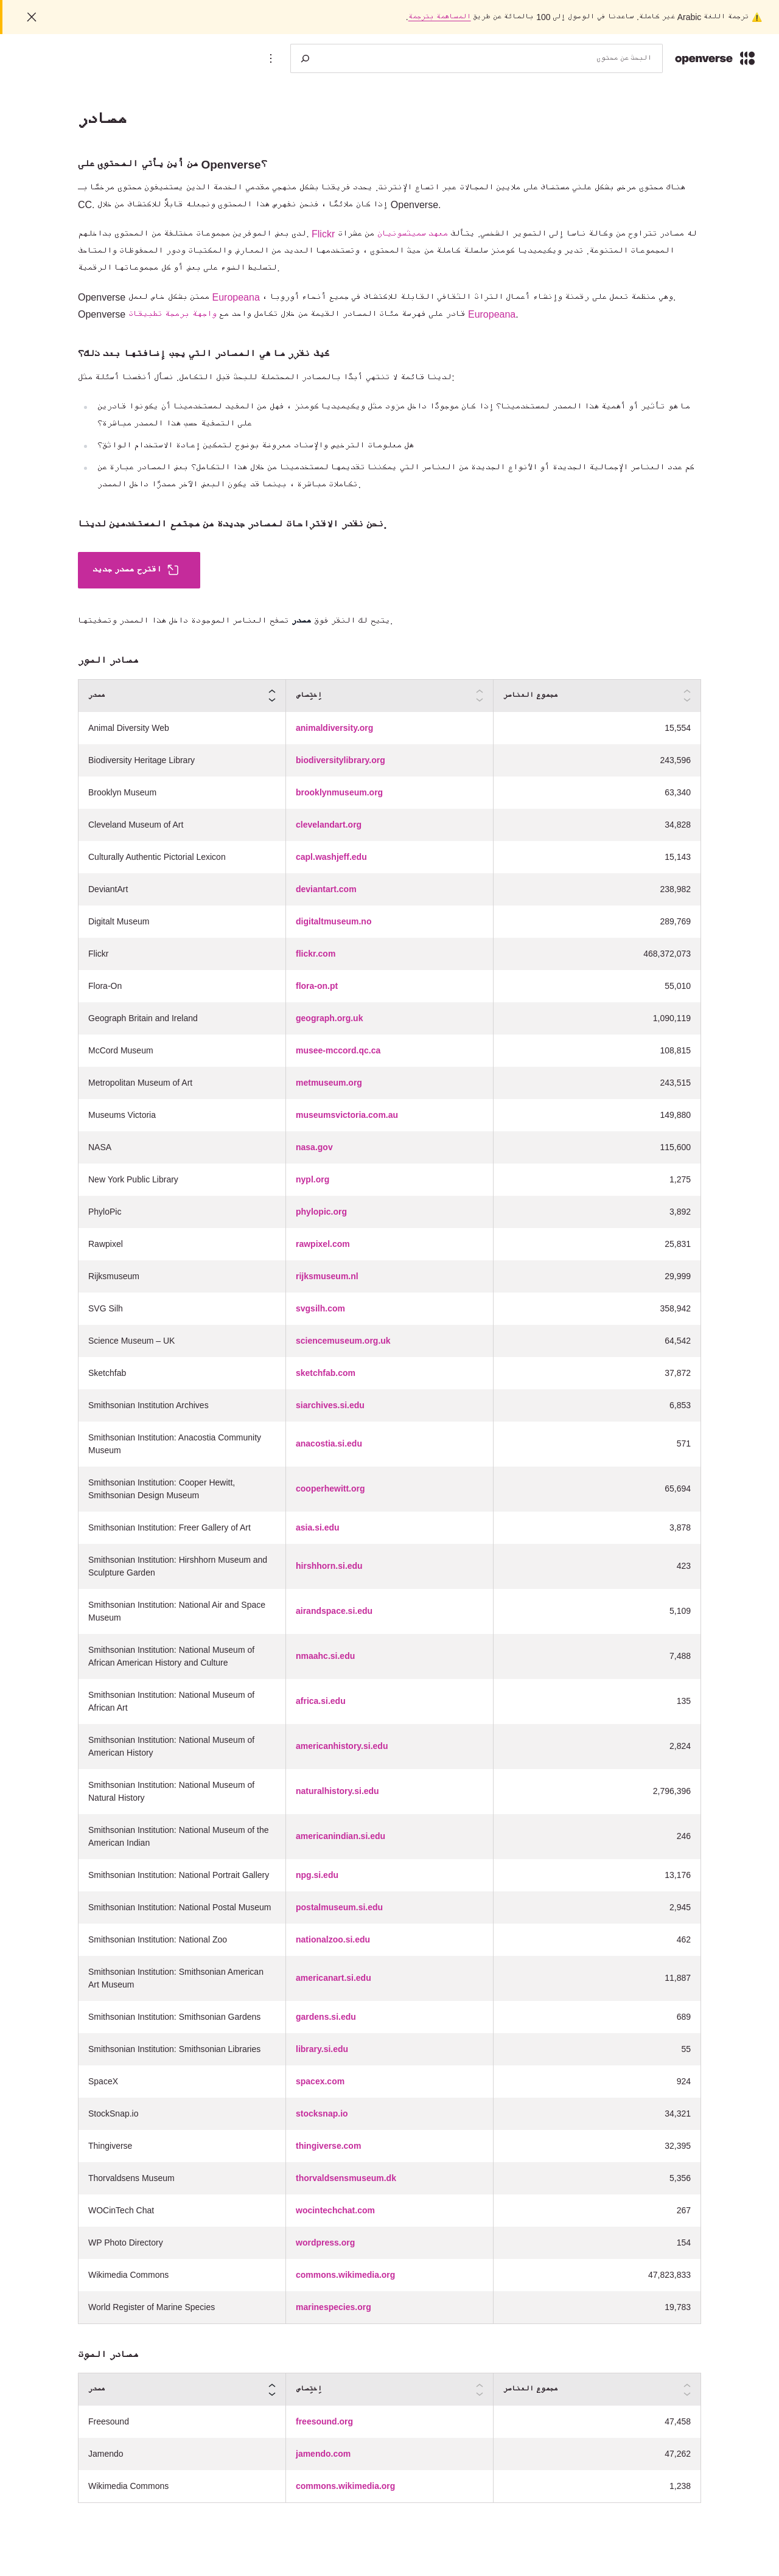 ⚠️ ترجمة اللغة Arabic غير كاملة. ساعدنا في الوصول إلى 100 بالمائة عن طريق المساهمة بترجمة.
openverse
البحث عن محتوى
مصادر
من أين يأتي المحتوى على Openverse؟
هناك محتوى مرخص بشكل علني مستضاف على ملايين المجالات عبر اتساع الإنترنت. يحدد فريقنا بشكل منهجي مقدمي الخدمة الذين يستضيفون محتوى مرخصًا بـ
CC. إذا كان ملائمًا ، فنحن نفهرس هذا المحتوى ونجعله قابلاً للاكتشاف من خلال Openverse.
لدى بعض الموفرين مجموعات مختلفة من المحتوى بداخلهم. Flickr له مصادر تتراوح من وكالة ناسا إلى التصوير الشخصي. يتألف معهد سميثسونيان من عشرات
المجموعات المتنوعة. تدير ويكيميديا كومنز سلسلة كاملة من حيث المحتوى ، وتستخدمها العديد من المعارض والمكتبات ودور المحفوظات والمتاحف
لتسليط الضوء على بعض أو كل مجموعاتها الرقمية.
Openverse ممتن بشكل خاص لعمل Europeana ، وهي منظمة تعمل على رقمنة وإنشاء أعمال التراث الثقافي القابلة للاكتشاف في جميع أنحاء أوروبا.
Openverse قادر على فهرسة مئات المصادر القيمة من خلال تكامل واحد مع واجهة برمجة تطبيقات Europeana.
كيف نقرر ما هي المصادر التي يجب إضافتها بعد ذلك؟
لدينا قائمة لا تنتهي أبدًا بالمصادر المحتملة للبحث قبل التكامل. نسأل أنفسنا أسئلة مثل:
ما هو تأثير أو أهمية هذا المصدر لمستخدمينا؟ إذا كان موجودًا داخل مزود مثل ويكيميديا كومنز ، فهل من المفيد لمستخدمينا أن يكونوا قادرين
على التصفية حسب هذا المصدر مباشرة؟
هل معلومات الترخيص والإسناد معروضة بوضوح لتمكين إعادة الاستخدام الواثق؟
كم عدد العناصر الإجمالية الجديدة أو الأنواع الجديدة من العناصر التي يمكننا تقديمها لمستخدمينا من خلال هذا التكامل؟ بعض المصادر عبارة عن
تكاملات مباشرة ، بينما قد يكون البعض الآخر مصدرًا داخل المصدر.
نحن نقدر الاقتراحات لمصادر جديدة من مجتمع المستخدمين لدينا.
اقترح مصدر جديد
يتيح لك النقر فوق مصدر تصفح العناصر الموجودة داخل هذا المصدر وتصفيتها.
مصادر الصور
مصدر إختِصاص مجموع العناصر
Animal Diversity Web animaldiversity.org 15,554
Biodiversity Heritage Library biodiversitylibrary.org 243,596
Brooklyn Museum brooklynmuseum.org 63,340
Cleveland Museum of Art clevelandart.org 34,828
Culturally Authentic Pictorial Lexicon capl.washjeff.edu 15,143
DeviantArt deviantart.com 238,982
Digitalt Museum digitaltmuseum.no 289,769
Flickr flickr.com 468,372,073
Flora-On flora-on.pt 55,010
Geograph Britain and Ireland geograph.org.uk 1,090,119
McCord Museum musee-mccord.qc.ca 108,815
Metropolitan Museum of Art metmuseum.org 243,515
Museums Victoria museumsvictoria.com.au 149,880
NASA nasa.gov 115,600
New York Public Library nypl.org 1,275
PhyloPic phylopic.org 3,892
Rawpixel rawpixel.com 25,831
Rijksmuseum rijksmuseum.nl 29,999
SVG Silh svgsilh.com 358,942
Science Museum – UK sciencemuseum.org.uk 64,542
Sketchfab sketchfab.com 37,872
Smithsonian Institution Archives siarchives.si.edu 6,853
Smithsonian Institution: Anacostia Community
Museum anacostia.si.edu 571
Smithsonian Institution: Cooper Hewitt,
Smithsonian Design Museum cooperhewitt.org 65,694
Smithsonian Institution: Freer Gallery of Art asia.si.edu 3,878
Smithsonian Institution: Hirshhorn Museum and
Sculpture Garden hirshhorn.si.edu 423
Smithsonian Institution: National Air and Space
Museum airandspace.si.edu 5,109
Smithsonian Institution: National Museum of
African American History and Culture nmaahc.si.edu 7,488
Smithsonian Institution: National Museum of
African Art africa.si.edu 135
Smithsonian Institution: National Museum of
American History americanhistory.si.edu 2,824
Smithsonian Institution: National Museum of
Natural History naturalhistory.si.edu 2,796,396
Smithsonian Institution: National Museum of the
American Indian americanindian.si.edu 246
Smithsonian Institution: National Portrait Gallery npg.si.edu 13,176
Smithsonian Institution: National Postal Museum postalmuseum.si.edu 2,945
Smithsonian Institution: National Zoo nationalzoo.si.edu 462
Smithsonian Institution: Smithsonian American
Art Museum americanart.si.edu 11,887
Smithsonian Institution: Smithsonian Gardens gardens.si.edu 689
Smithsonian Institution: Smithsonian Libraries library.si.edu 55
SpaceX spacex.com 924
StockSnap.io stocksnap.io 34,321
Thingiverse thingiverse.com 32,395
Thorvaldsens Museum thorvaldsensmuseum.dk 5,356
WOCinTech Chat wocintechchat.com 267
WP Photo Directory wordpress.org 154
Wikimedia Commons commons.wikimedia.org 47,823,833
World Register of Marine Species marinespecies.org 19,783
مصادر الصوت
مصدر إختِصاص مجموع العناصر
Freesound freesound.org 47,458
Jamendo jamendo.com 47,262
Wikimedia Commons commons.wikimedia.org 1,238